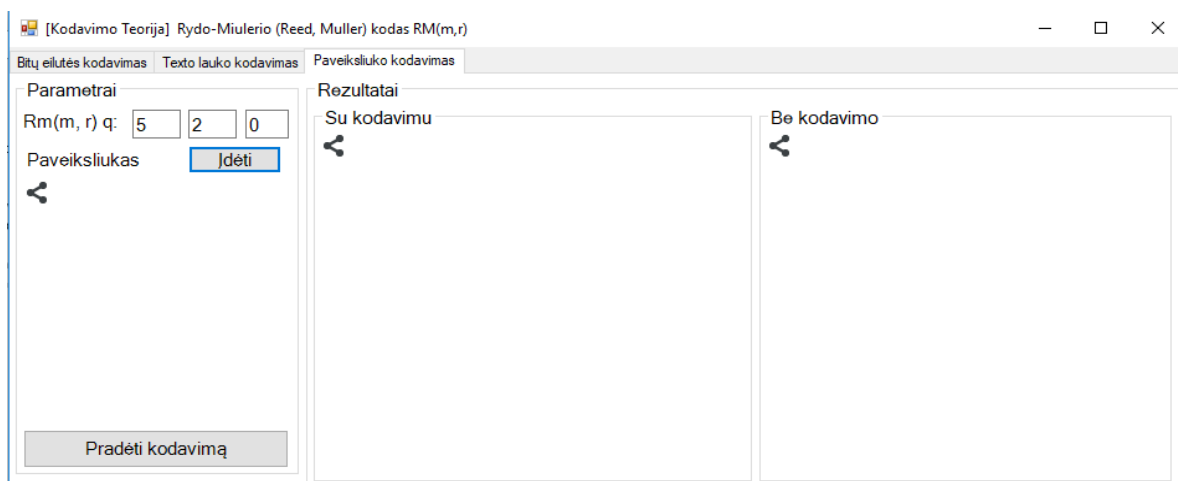 [Kodavimo Teorija] Rydo-Miulerio (Reed, Muller) kodas RM(m,r)
Bitų eilutės kodavimas Texto lauko kodavimas Paveiksliuko kodavimas
Parametrai
Rm(m, r) q: 5 2 0
Paveiksliukas Įdėti
Pradėti kodavimą
Rezultatai
Su kodavimu
Be kodavimo